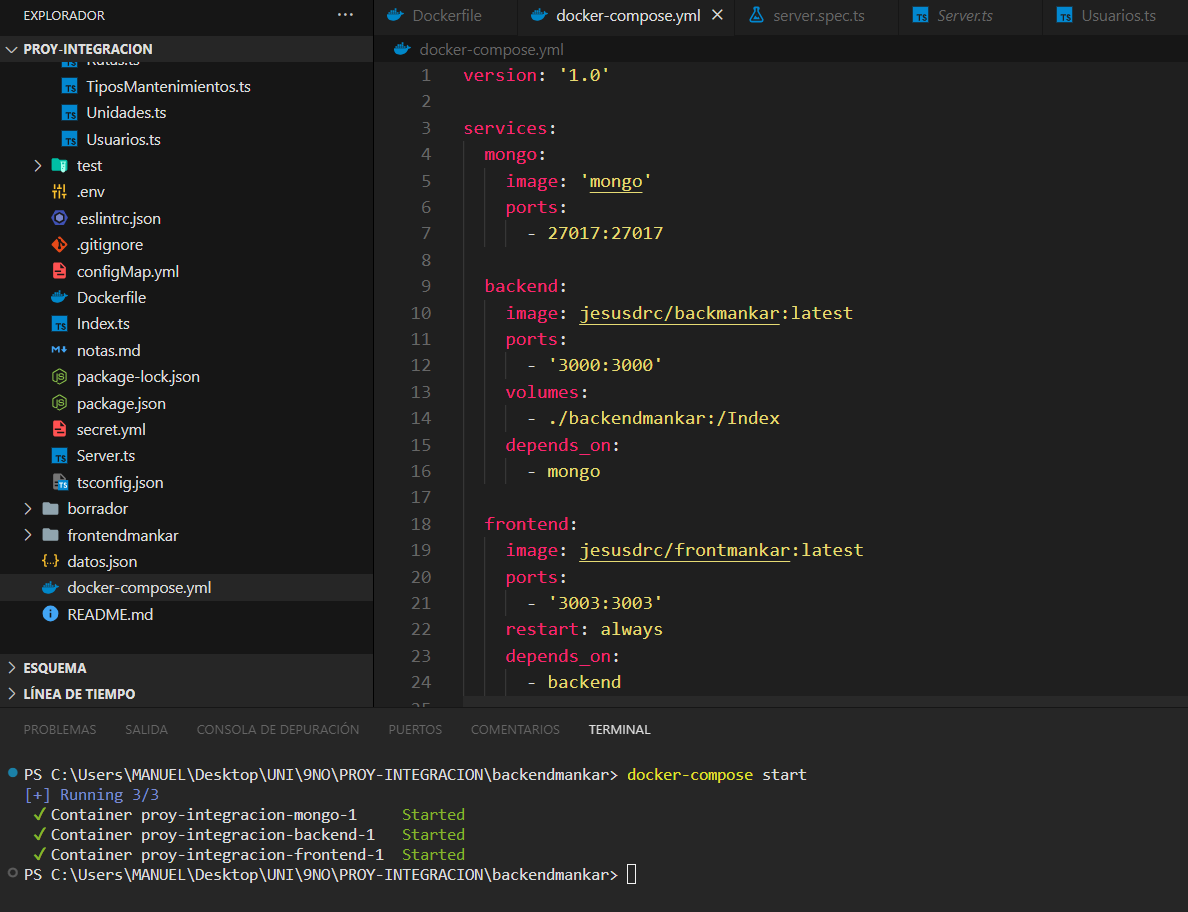 EXPLORADOR
PROY-INTEGRACION
Rutas.ts
TiposMantenimientos.ts
Unidades.ts
Usuarios.ts
test
.env
.eslintrc.json
.gitignore
configMap.yml
Dockerfile
Index.ts
notas.md
package-lock.json
package.json
secret.yml
Server.ts
tsconfig.json
borrador
frontendmankar
datos.json
docker-compose.yml
README.md
ESQUEMA
LÍNEA DE TIEMPO
Dockerfile docker-compose.yml server.spec.ts Server.ts Usuarios.ts
docker-compose.yml
1 version: '1.0'
2
3 services:
4 mongo:
5 image: 'mongo'
6 ports:
7 - 27017:27017
8
9 backend:
10 image: jesusdrc/backmankar:latest
11 ports:
12 - '3000:3000'
13 volumes:
14 - ./backendmankar:/Index
15 depends_on:
16 - mongo
17
18 frontend:
19 image: jesusdrc/frontmankar:latest
20 ports:
21 - '3003:3003'
22 restart: always
23 depends_on:
24 - backend
25
PROBLEMAS SALIDA CONSOLA DE DEPURACIÓN PUERTOS COMENTARIOS TERMINAL
PS C:\Users\MANUEL\Desktop\UNI\9NO\PROY-INTEGRACION\backendmankar> docker-compose start
[+] Running 3/3
✓ Container proy-integracion-mongo-1 Started
✓ Container proy-integracion-backend-1 Started
✓ Container proy-integracion-frontend-1 Started
PS C:\Users\MANUEL\Desktop\UNI\9NO\PROY-INTEGRACION\backendmankar>